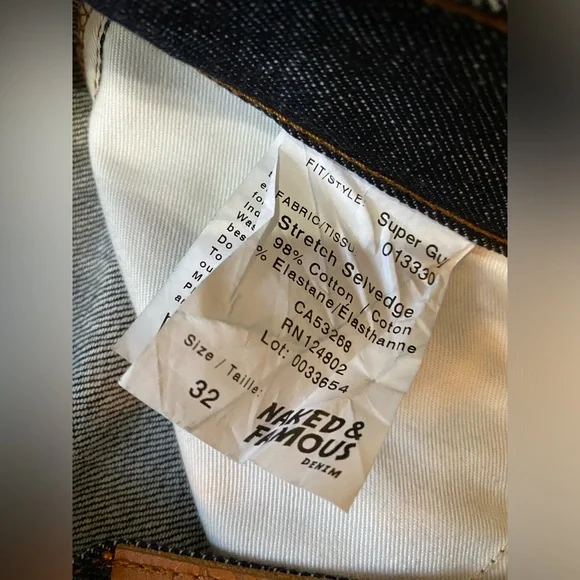 FIT/STYLE: Super Gu
013330
FABRIC/TISSU
Stretch Selvedge
98% Cotton / Coton
% Elastane/Elasthanne
CA53268
RN124802
Lot: 0033654
Size / Taille:
32
NAKED &
FAMOUS
DENIM